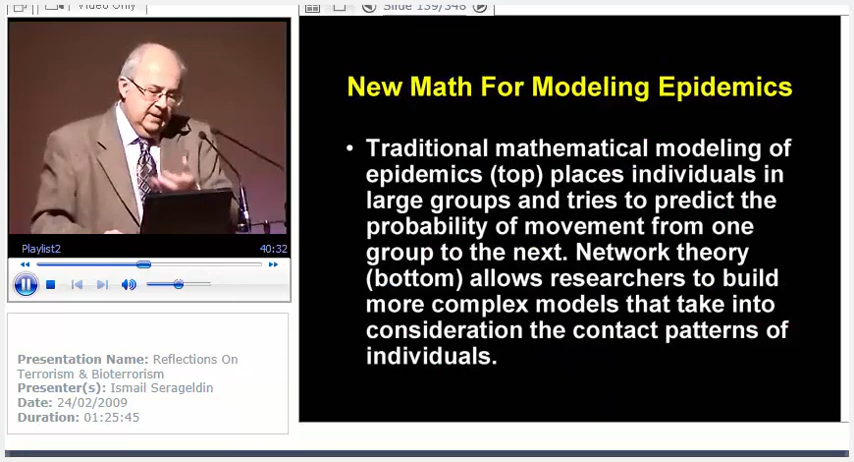 Video Only
Slide 139/348
New Math For Modeling Epidemics
• Traditional mathematical modeling of
epidemics (top) places individuals in
large groups and tries to predict the
probability of movement from one
group to the next. Network theory
(bottom) allows researchers to build
more complex models that take into
consideration the contact patterns of
individuals.
Playlist2
40:32
Presentation Name: Reflections On
Terrorism & Bioterrorism
Presenter(s): Ismail Serageldin
Date: 24/02/2009
Duration: 01:25:45